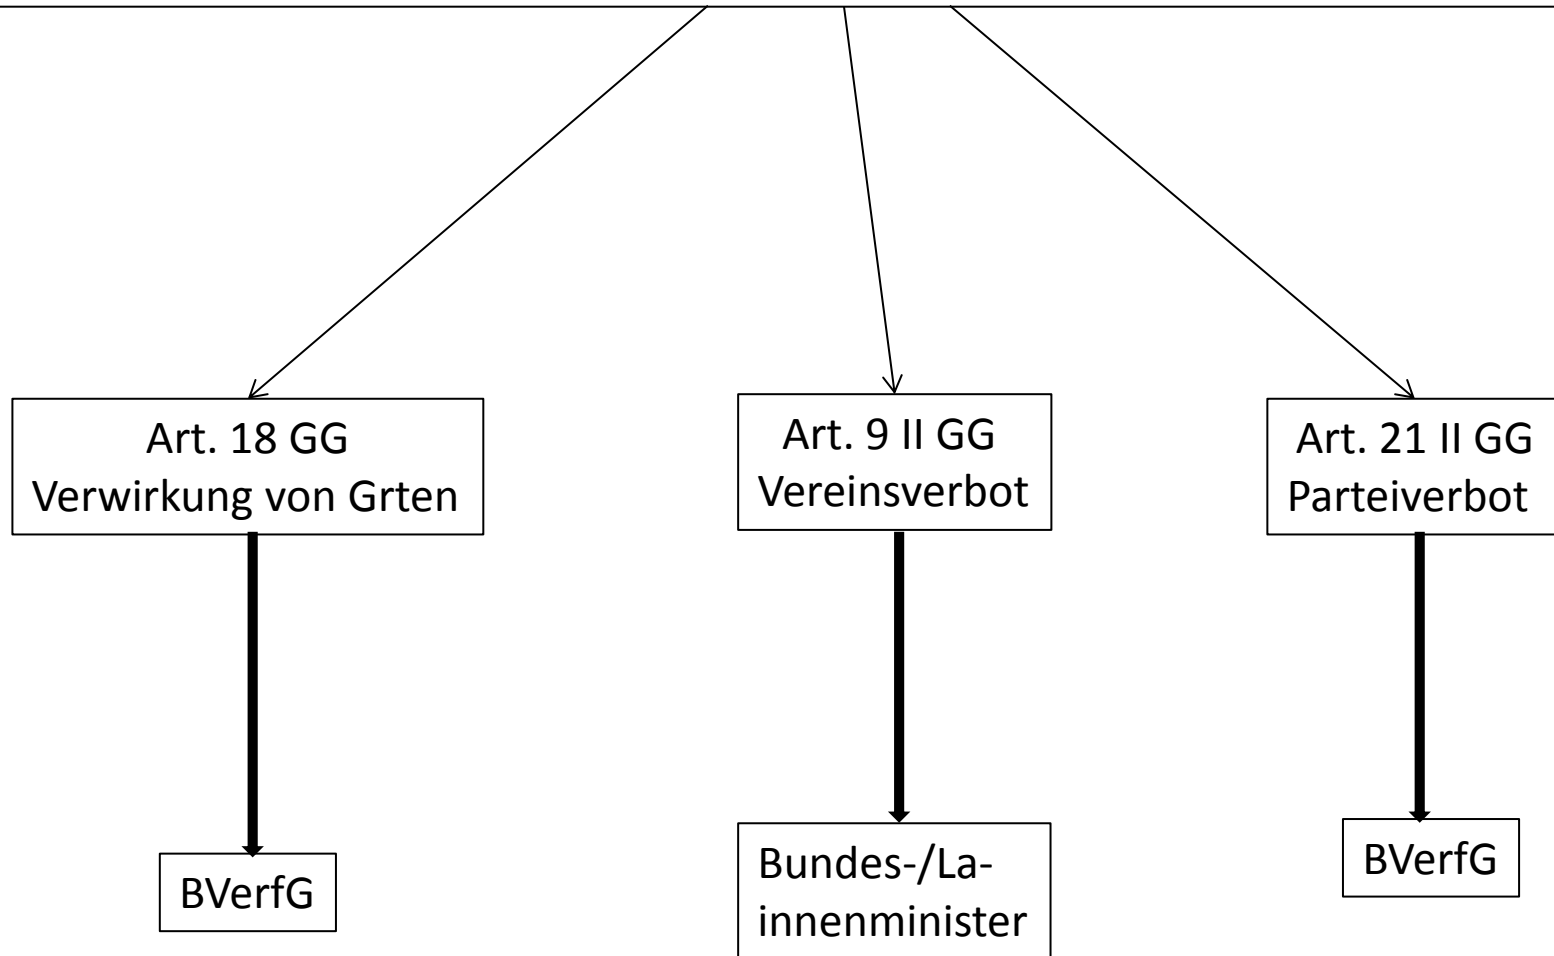 Art. 18 GG
Verwirkung von Grten
Art. 9 II GG
Vereinsverbot
Art. 21 II GG
Parteiverbot
BVerfG
Bundes-/La-
innenminister
BVerfG